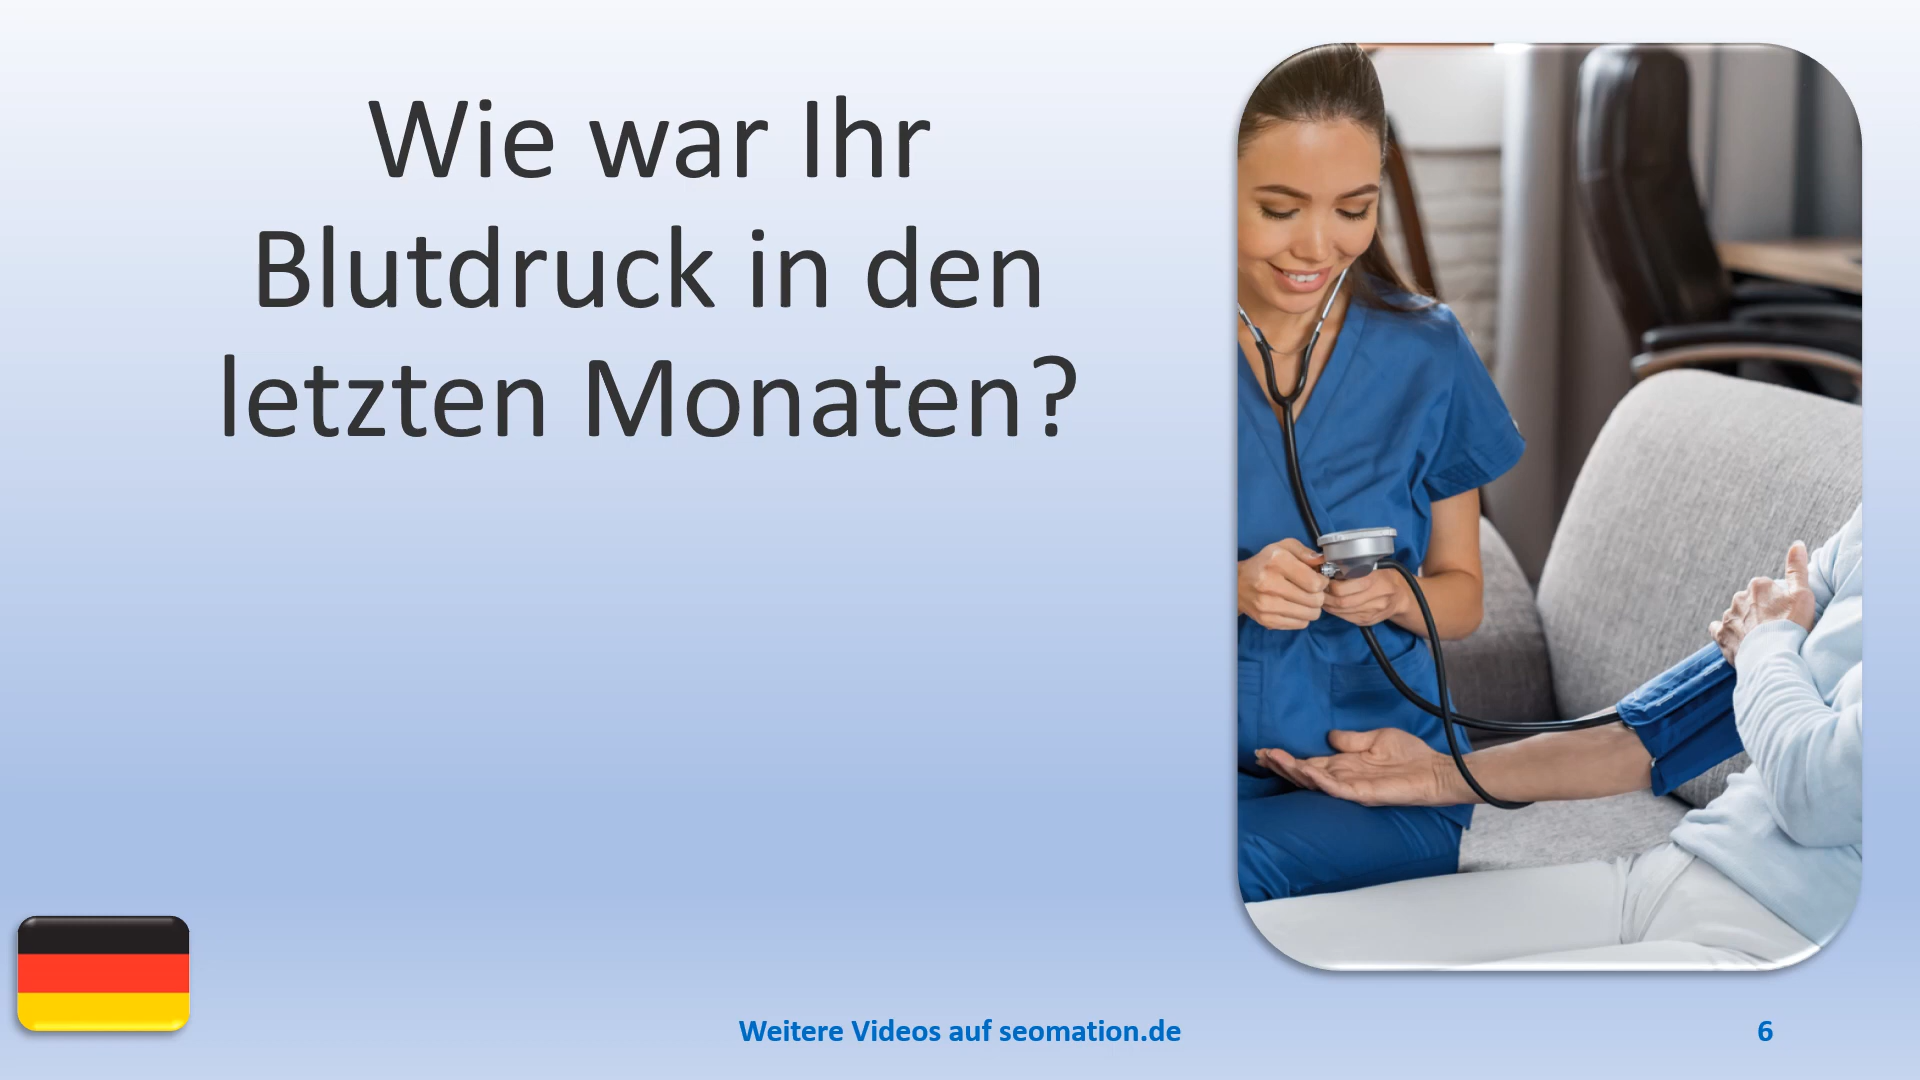 Wie war Ihr
Blutdruck in den
letzten Monaten?
Weitere Videos auf seomation.de
6